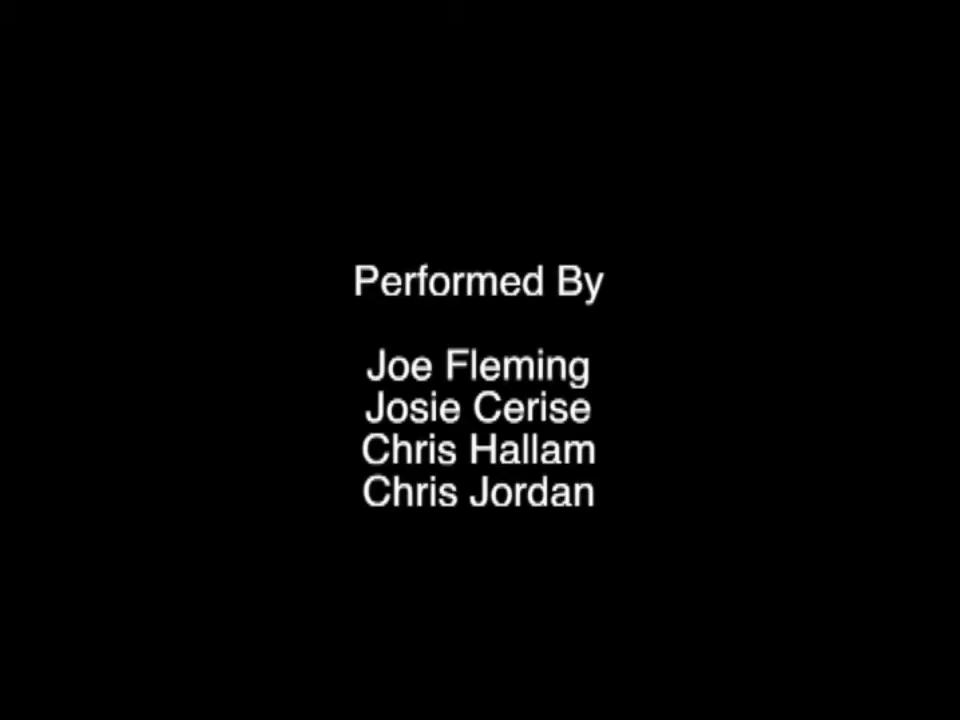 Performed By
Joe Fleming
Josie Cerise
Chris Hallam
Chris Jordan